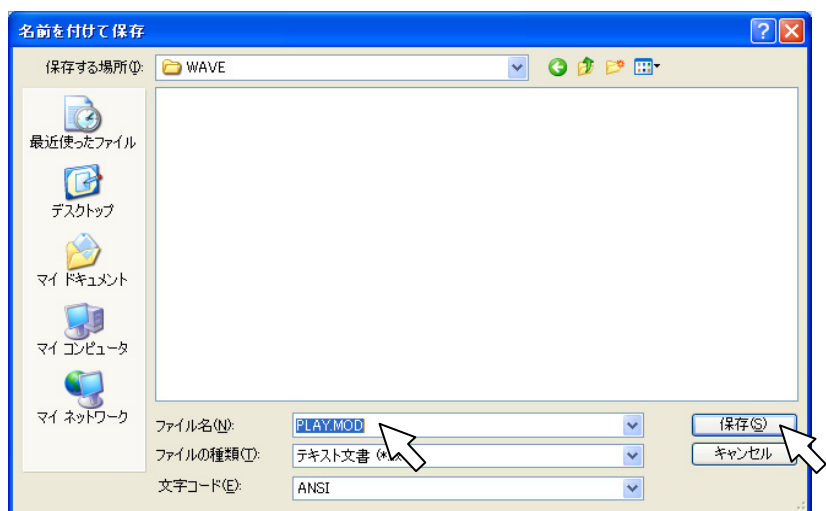 名前を付けて保存
保存する場所(I):
WAVE
最近使ったファイル
デスクトップ
マイ ドキュメント
マイ コンピュータ
マイ ネットワーク
ファイル名(N):
PLAY.MOD
保存(S)
ファイルの種類(T):
テキスト文書 (*.
キャンセル
文字コード(E):
ANSI